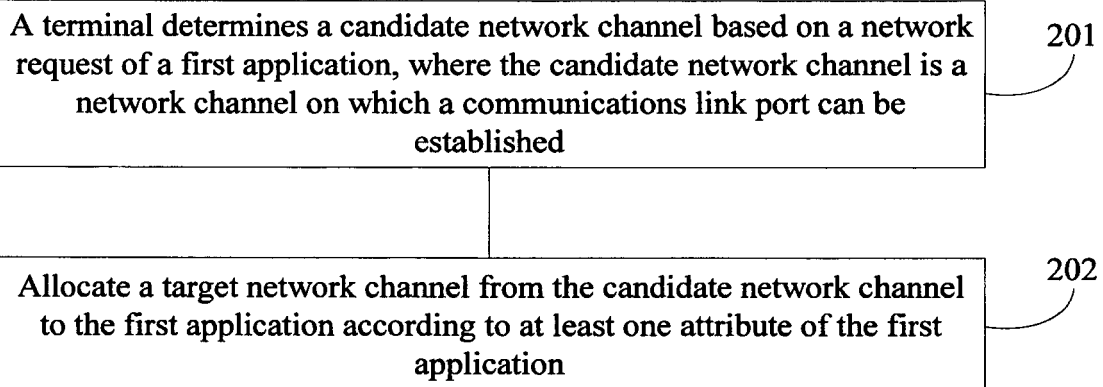 A terminal determines a candidate network channel based on a network
request of a first application, where the candidate network channel is a
network channel on which a communications link port can be
established
201
Allocate a target network channel from the candidate network channel
to the first application according to at least one attribute of the first
application
202